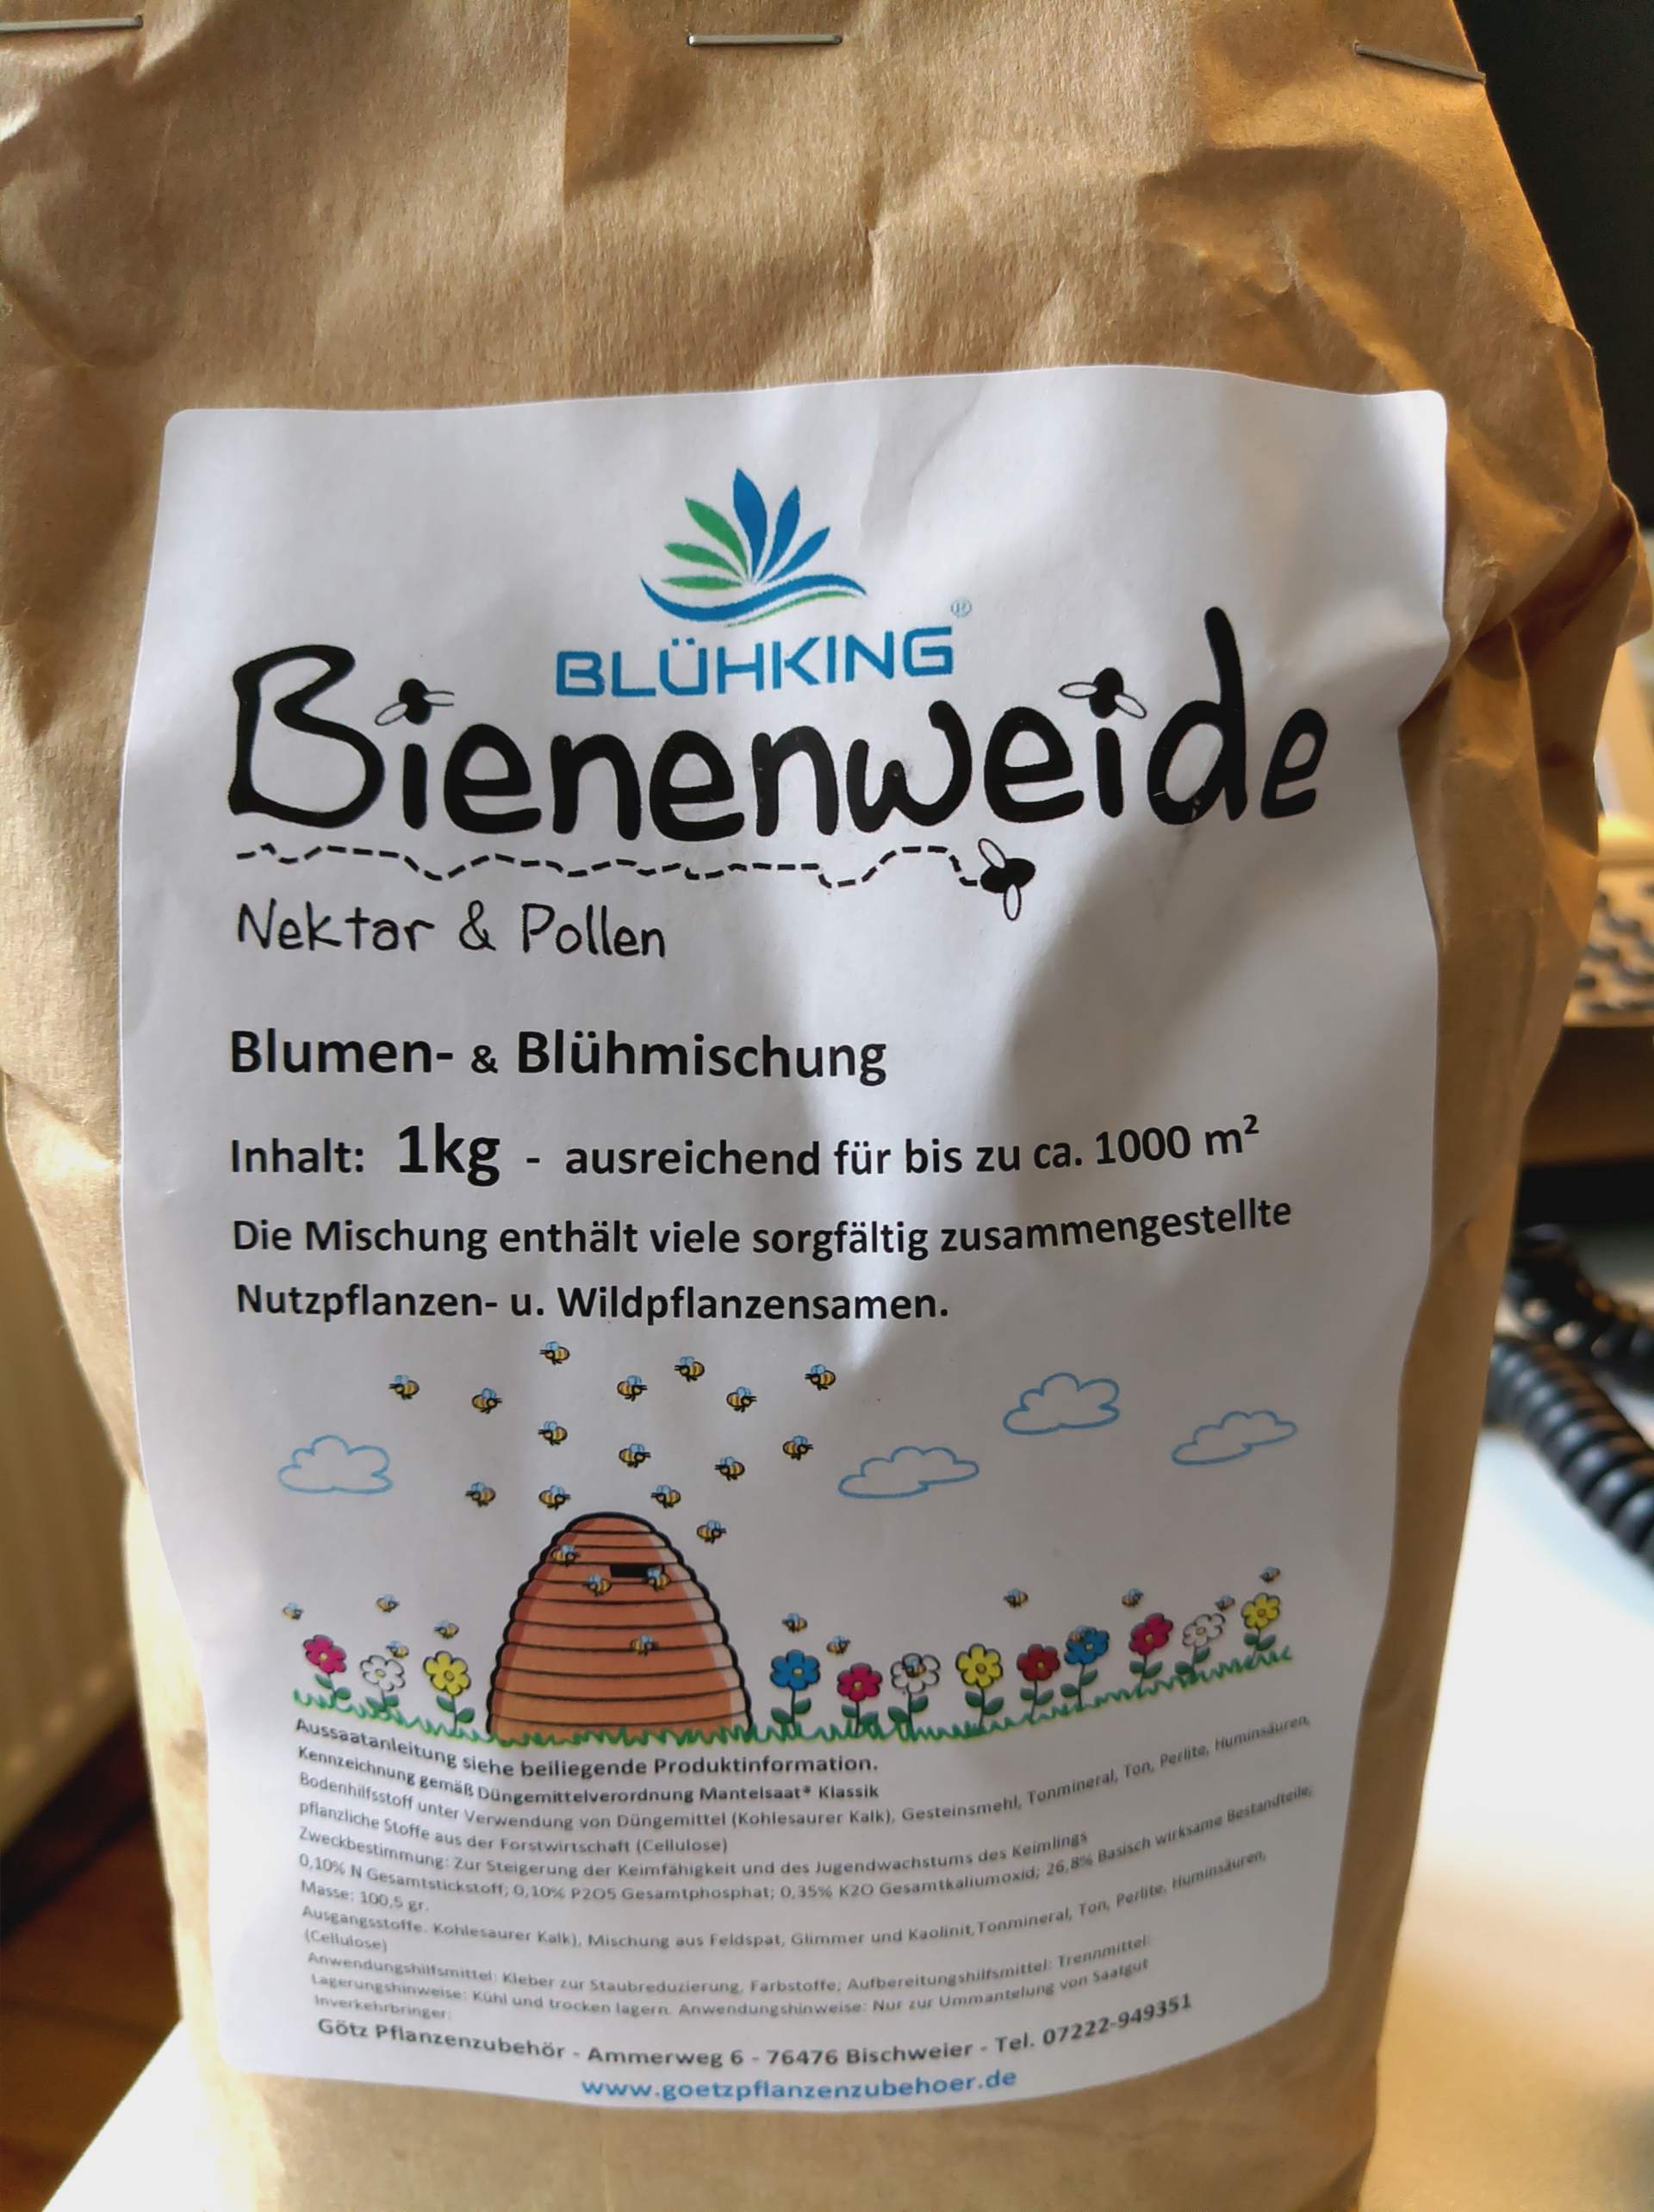 BLÜHKING®
Bienenweide
Nektar & Pollen
Blumen- & Blühmischung
Inhalt: 1kg - ausreichend für bis zu ca. 1000 m²
Die Mischung enthält viele sorgfältig zusammengestellte
Nutzpflanzen- u. Wildpflanzensamen.
Aussaatanleitung siehe beiliegende Produktinformation.
Kennzeichnung gemäß Düngemittelverordnung Mantelsaat® Klassik
Bodenhilfsstoff unter Verwendung von Düngemittel (Kohlesaurer Kalk), Gesteinsmehl, Tonmineral, Ton, Perlite, Huminsäuren,
pflanzliche Stoffe aus der Forstwirtschaft (Cellulose)
Zweckbestimmung: Zur Steigerung der Keimfähigkeit und des Jugendwachstums des Keimlings
0,10% N Gesamtstickstoff; 0,10% P2O5 Gesamtphosphat; 0,35% K2O Gesamtkaliumoxid; 26,8% Basisch wirksame Bestandteile;
Masse: 100,5 gr.
Ausgangsstoffe. Kohlesaurer Kalk), Mischung aus Feldspat, Glimmer und Kaolinit, Tonmineral, Ton, Perlite, Huminsäuren,
(Cellulose)
Anwendungshilfsmittel: Kleber zur Staubreduzierung, Farbstoffe; Aufbereitungshilfsmittel: Trennmittel
Lagerungshinweise: Kühl und trocken lagern. Anwendungshinweise: Nur zur Ummantelung von Saatgut
Inverkehrbringer:
Götz Pflanzenzubehör - Ammerweg 6 - 76476 Bischweier - Tel. 07222-949351
www.goetzpflanzenzubehoer.de